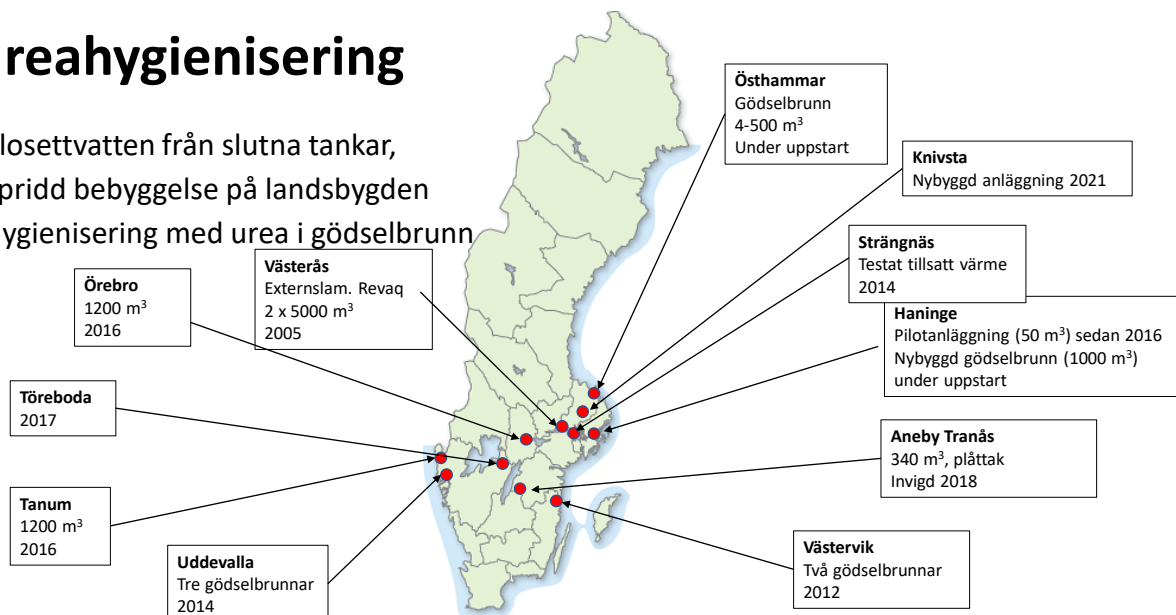 reahygienisering
losettvatten från slutna tankar,
pridd bebyggelse på landsbygden
ygienisering med urea i gödselbrunn
Östhammar
Gödselbrunn
4-500 m³
Under uppstart
Knivsta
Nybyggd anläggning 2021
Strängnäs
Testat tillsatt värme
2014
Haninge
Pilotanläggning (50 m³) sedan 2016
Nybyggd gödselbrunn (1000 m³)
under uppstart
Västerås
Externslam. Revaq
2 x 5000 m³
2005
Örebro
1200 m³
2016
Töreboda
2017
Aneby Tranås
340 m³, plåttak
Invigd 2018
Tanum
1200 m³
2016
Uddevalla
Tre gödselbrunnar
2014
Västervik
Två gödselbrunnar
2012